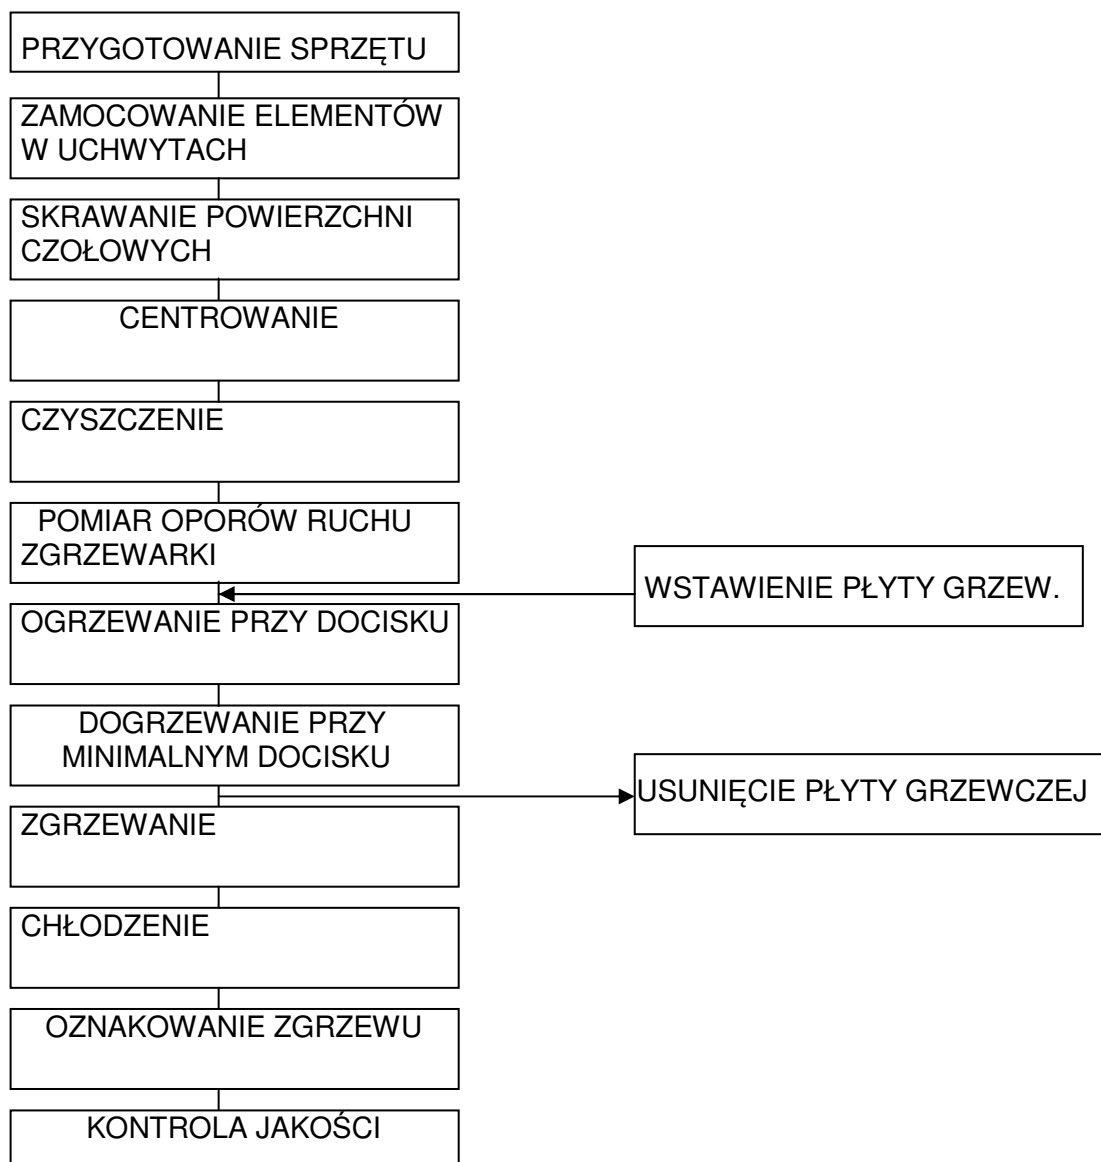 PRZYGOTOWANIE SPRZĘTU
ZAMOCOWANIE ELEMENTÓW
W UCHWYTACH
SKRAWANIE POWIERZCHNI
CZOŁOWYCH
CENTROWANIE
CZYSZCZENIE
POMIAR OPORÓW RUCHU
ZGRZEWARKI
WSTAWIENIE PŁYTY GRZEW.
OGRZEWANIE PRZY DOCISKU
DOGRZEWANIE PRZY
MINIMALNYM DOCISKU
USUNIĘCIE PŁYTY GRZEWCZEJ
ZGRZEWANIE
CHŁODZENIE
OZNAKOWANIE ZGRZEWU
KONTROLA JAKOŚCI